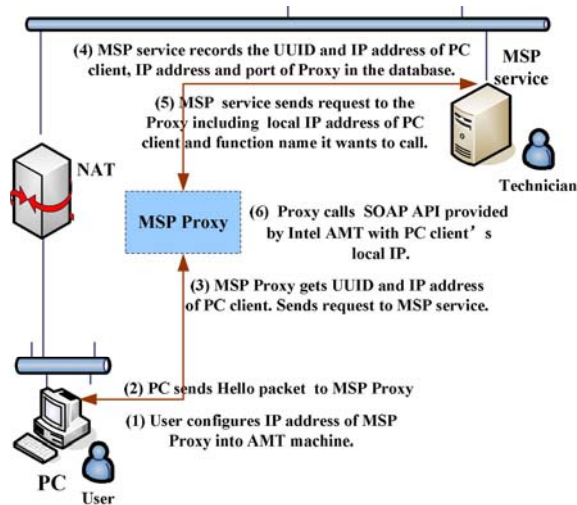 (4) MSP service records the UUID and IP address of PC
client, IP address and port of Proxy in the database.
MSP
service
(5) MSP service sends request to the
Proxy including local IP address of PC
client and function name it wants to call.
NAT
Technician
MSP Proxy
(6) Proxy calls SOAP API provided
by Intel AMT with PC client's
local IP.
(3) MSP Proxy gets UUID and IP address
of PC client. Sends request to MSP service.
(2) PC sends Hello packet to MSP Proxy
(1) User configures IP address of MSP
Proxy into AMT machine.
PC
User